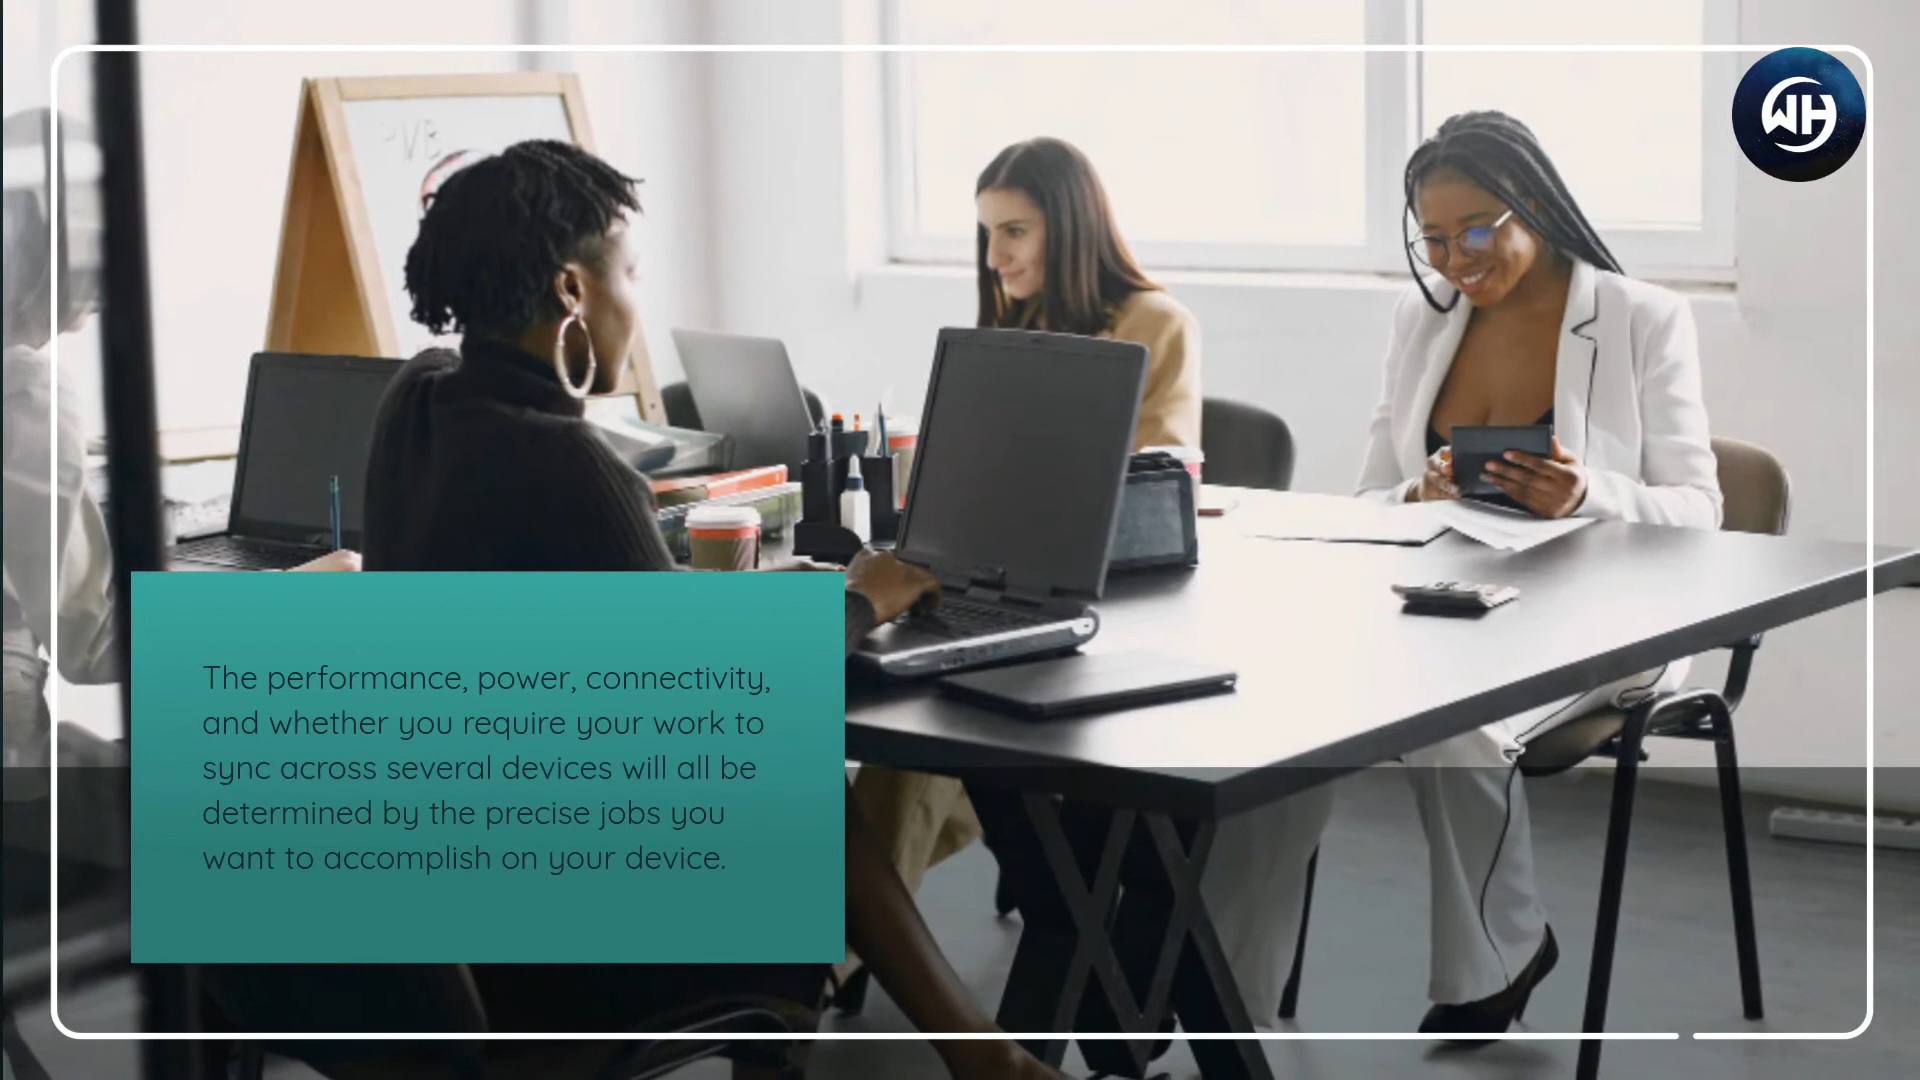 PVB
WH
The performance, power, connectivity,
and whether you require your work to
sync across several devices will all be
determined by the precise jobs you
want to accomplish on your device.